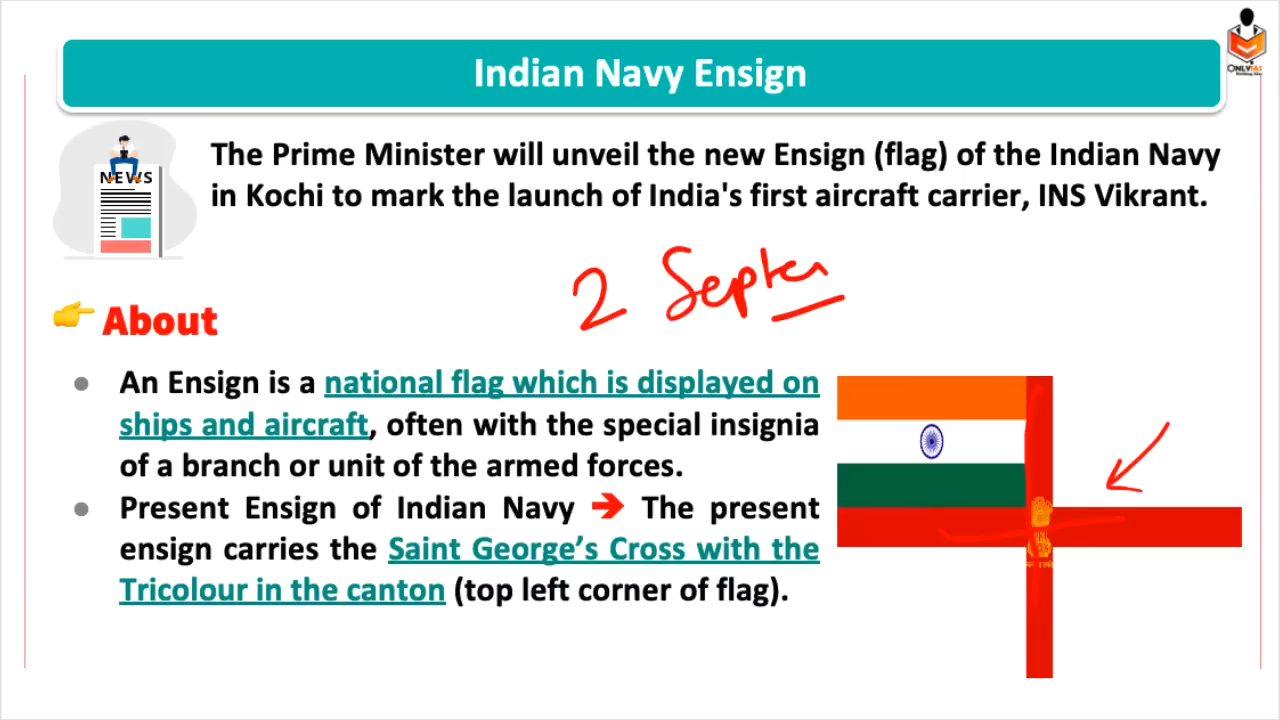 Indian Navy Ensign
ONLYIAS
NEWS
The Prime Minister will unveil the new Ensign (flag) of the Indian Navy
in Kochi to mark the launch of India's first aircraft carrier, INS Vikrant.
2 Septer
About
An Ensign is a national flag which is displayed on
ships and aircraft, often with the special insignia
of a branch or unit of the armed forces.
Present Ensign of Indian Navy → The present
ensign carries the Saint George’s Cross with the
Tricolour in the canton (top left corner of flag).